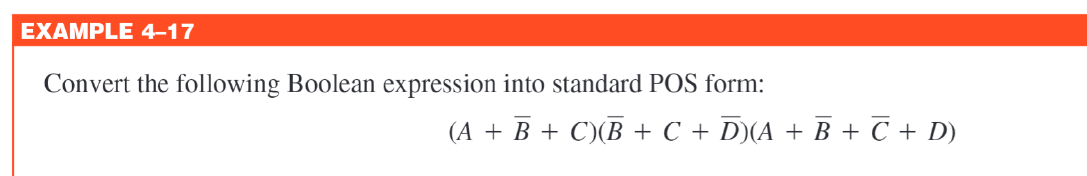 EXAMPLE 4–17
Convert the following Boolean expression into standard POS form:
(A + B̅ + C)(B̅ + C + D̅)(A + B̅ + C̅ + D)